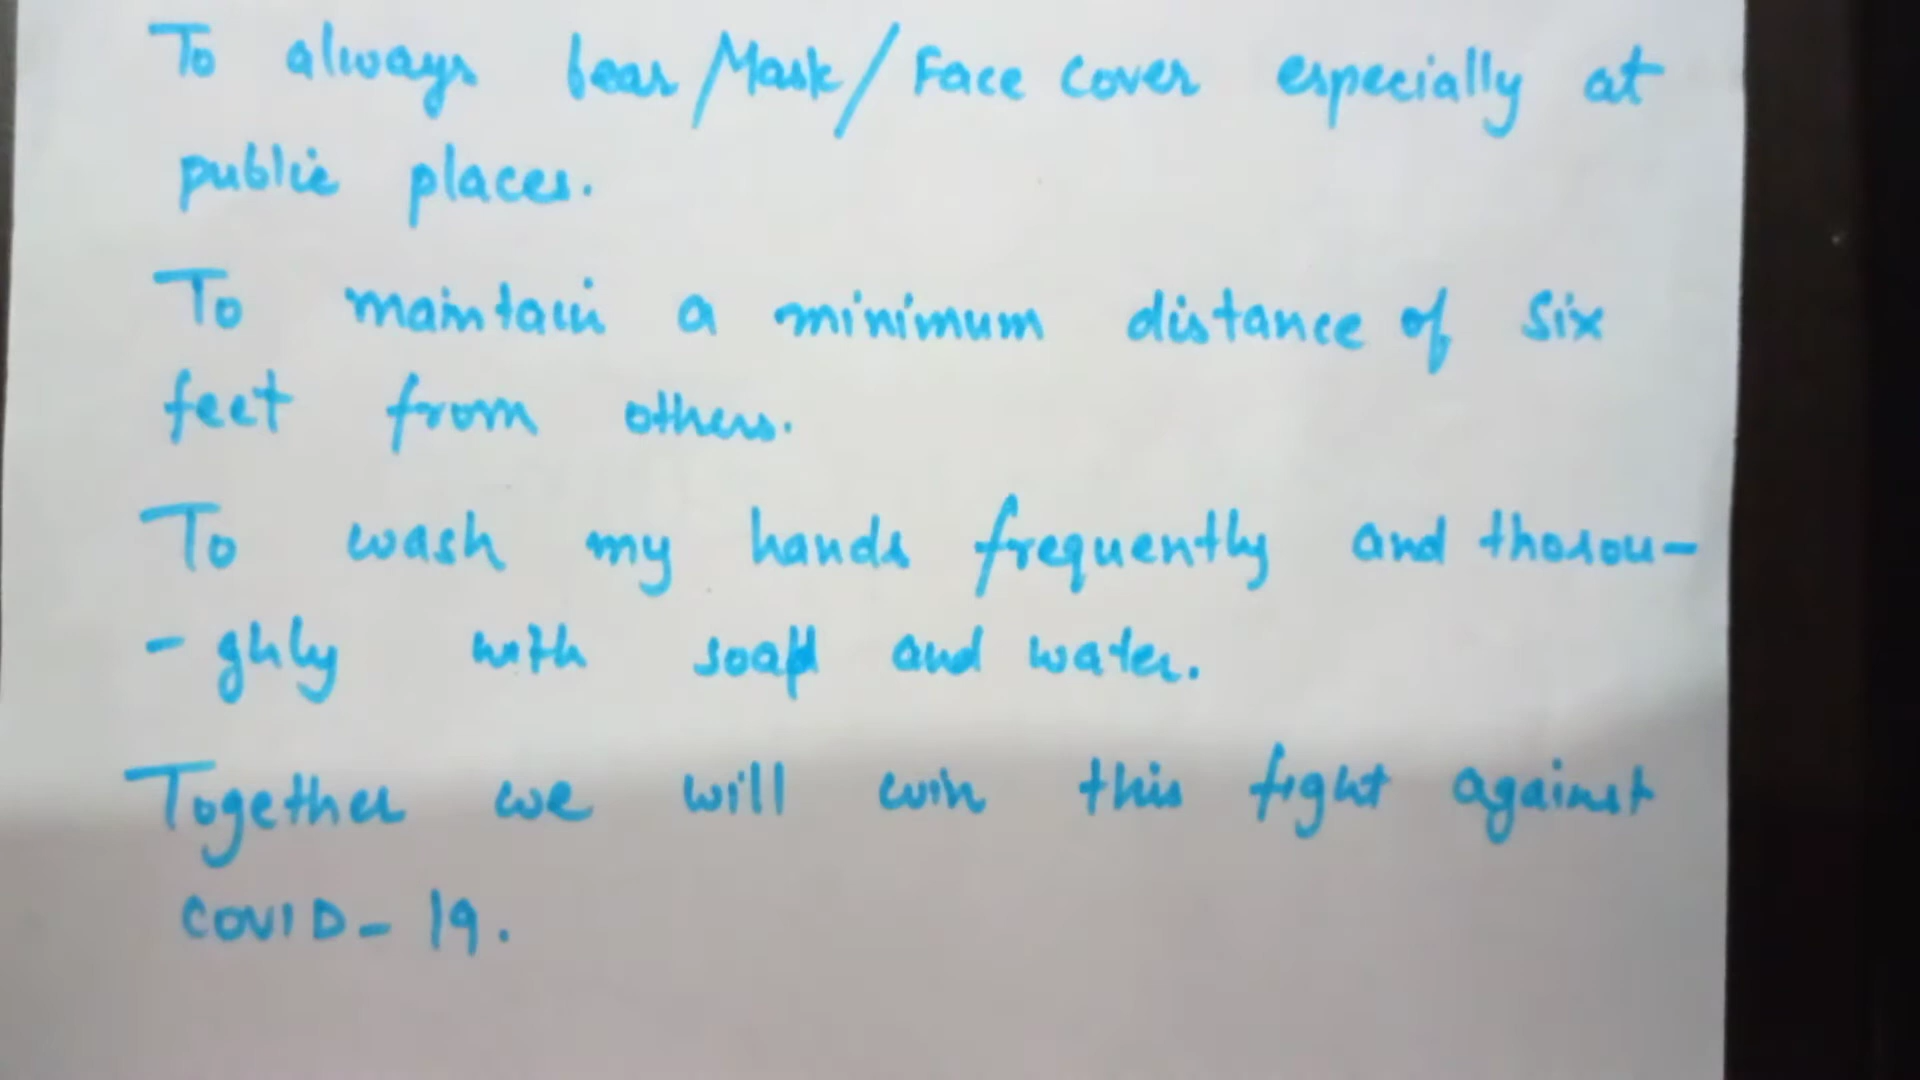 To always bear/Mask/Face cover especially at
public places.
To maintain a minimum distance of six
feet from others.
To wash my hands frequently and thorou-
- ghly with soap and water.
Together we will win this fight against
COVID-19.